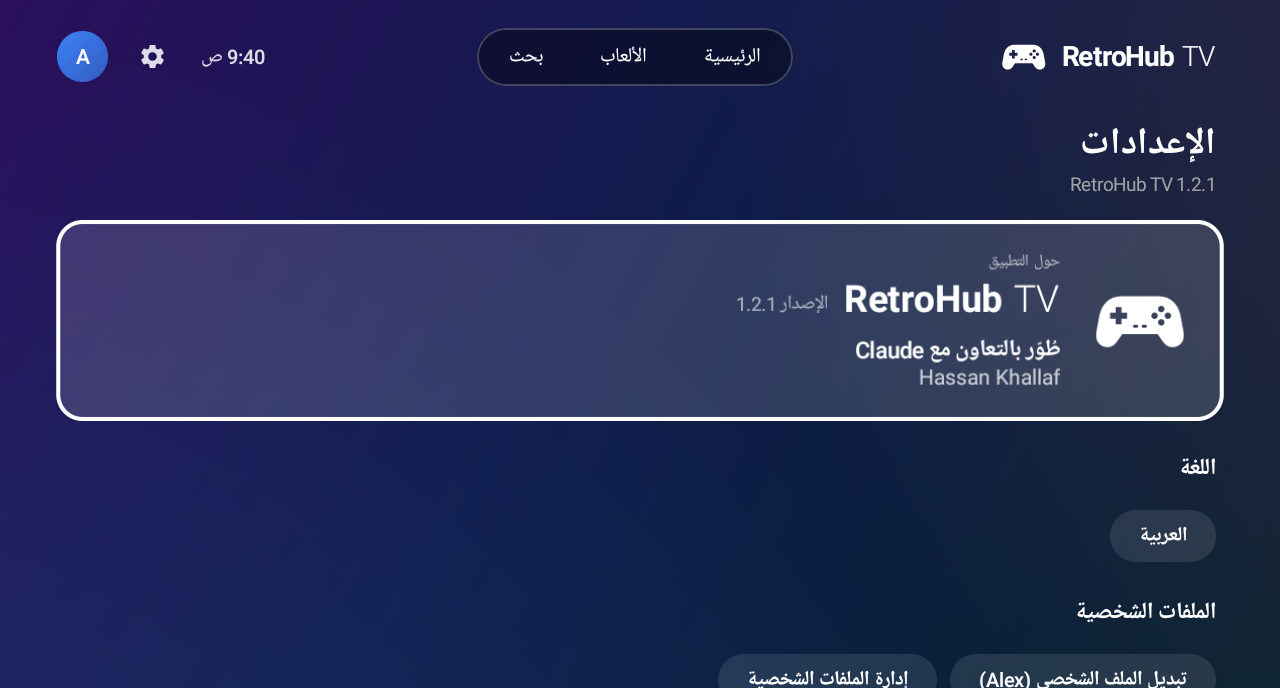 RetroHub TV
الرئيسية
الألعاب
بحث
9:40 ص
A
الإعدادات
RetroHub TV 1.2.1
حول التطبيق
RetroHub TV الإصدار 1.2.1
طُوّر بالتعاون مع Claude
Hassan Khallaf
اللغة
العربية
الملفات الشخصية
تبديل الملف الشخصي (Alex)
إدارة الملفات الشخصية